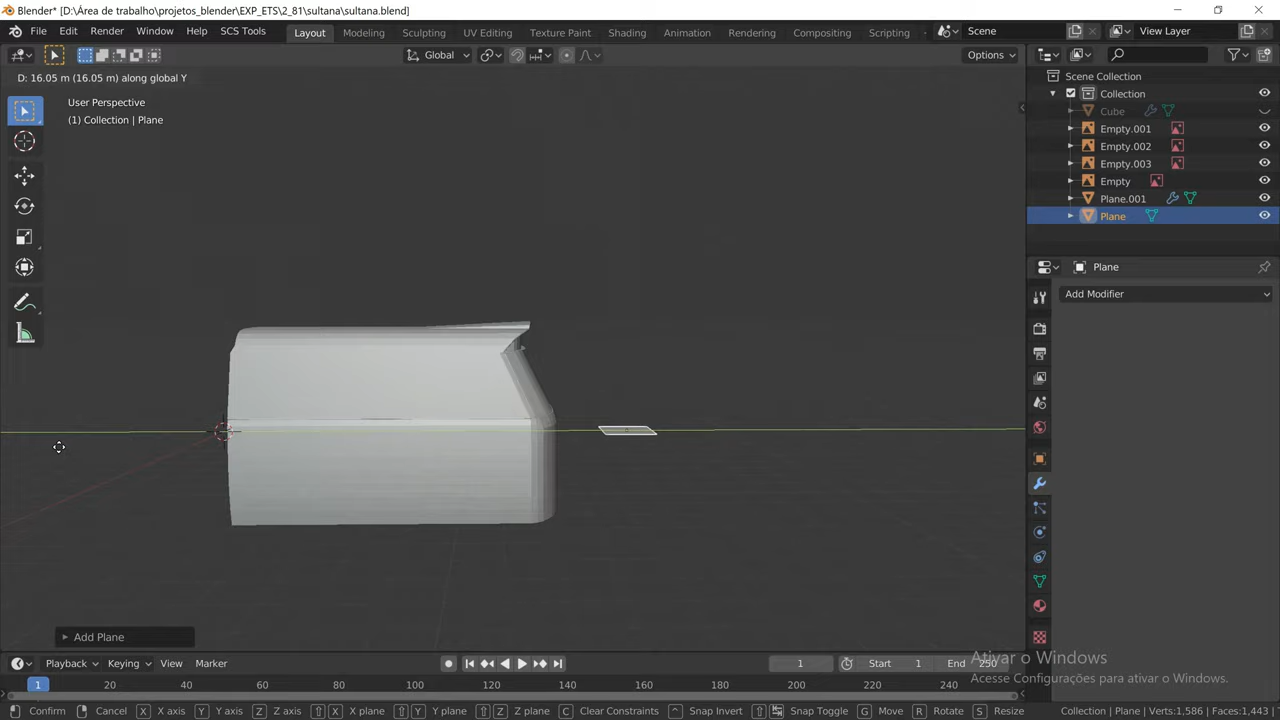 Blender* [D:\Área de trabalho\projetos_blender\EXP_ETS\2_81\sultana\sultana.blend]
File Edit Render Window Help SCS Tools Layout Modeling Sculpting UV Editing Texture Paint Shading Animation Rendering Compositing Scripting Scene View Layer
Global Options
D: 16.05 m (16.05 m) along global Y
User Perspective
(1) Collection | Plane
Scene Collection
Collection
Cube
Empty.001
Empty.002
Empty.003
Empty
Plane.001
Plane
Plane
Add Modifier
Add Plane
Ativar o Windows
Acesse Configurações para ativar o Windows.
Playback Keying View Marker 1 Start 1 End 250
1 20 40 60 80 100 120 140 160 180 200 220 240
Confirm Cancel X X axis Y Y axis Z Z axis X X plane Y Y plane Z Z plane C Clear Constraints Snap Invert Snap Toggle G Move R Rotate S Resize Collection | Plane | Verts:1,586 | Faces:1,443